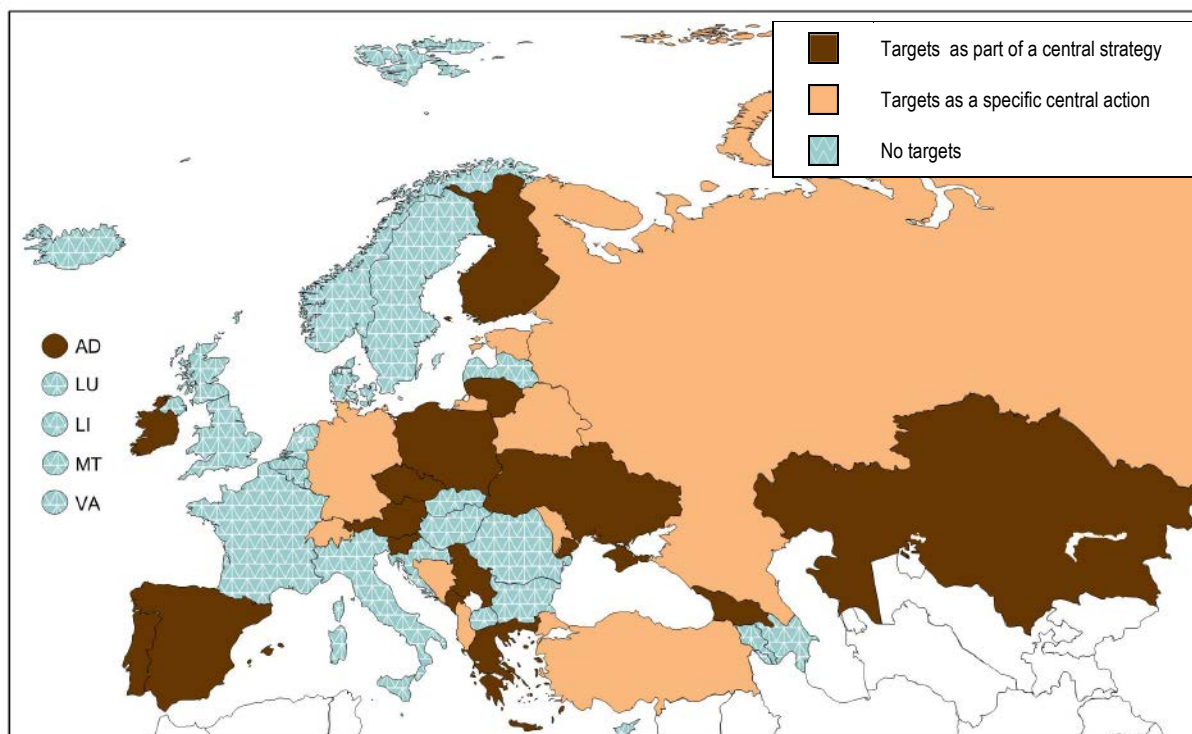 Targets as part of a central strategy
Targets as a specific central action
No targets
AD
LU
LI
MT
VA